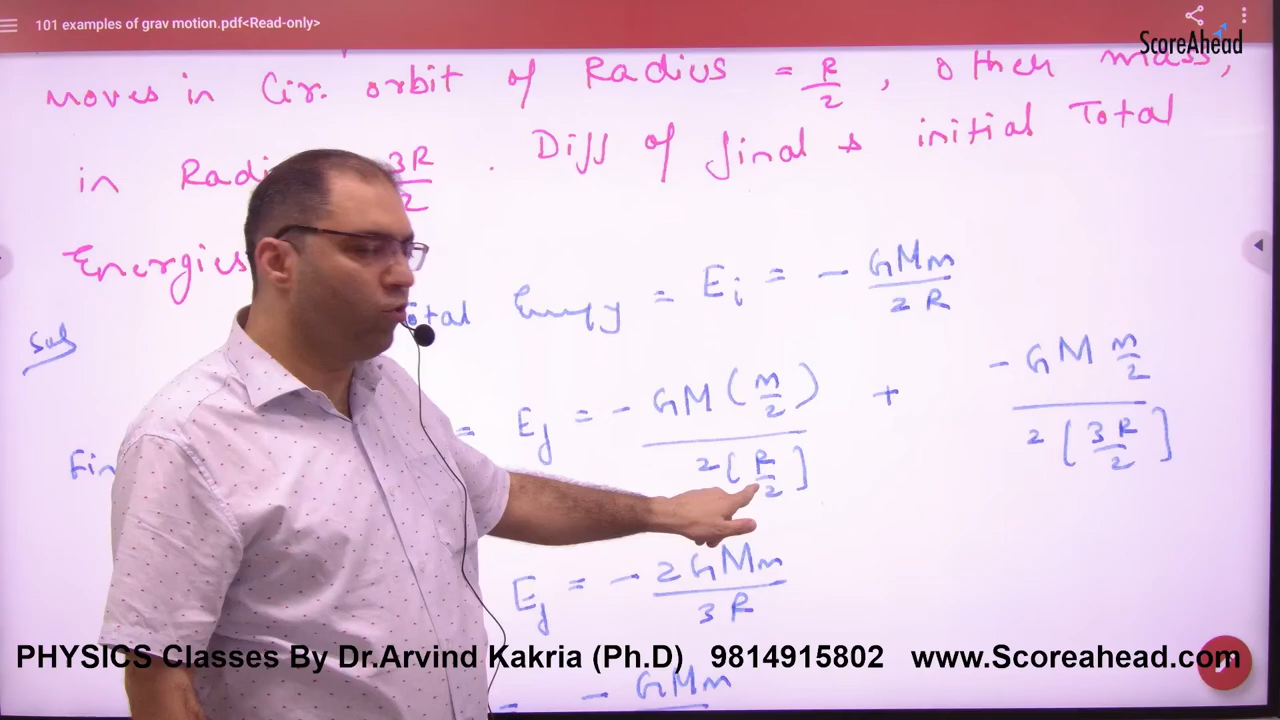 101 examples of grav motion.pdf<Read-only>
ScoreAhead
moves in Cir. orbit of Radius = R/2 , other mass,
in 3R/2 . Diff of final & initial Total
Energies
Total Energy = Ei = - GMm / 2R
Sol
= Ef = - GM(m/2) / 2[R/2] + - GM m/2 / 2[3R/2]
Ef = - 2GMm / 3R
PHYSICS Classes By Dr.Arvind Kakria (Ph.D) 9814915802 www.Scoreahead.com
= - GMm